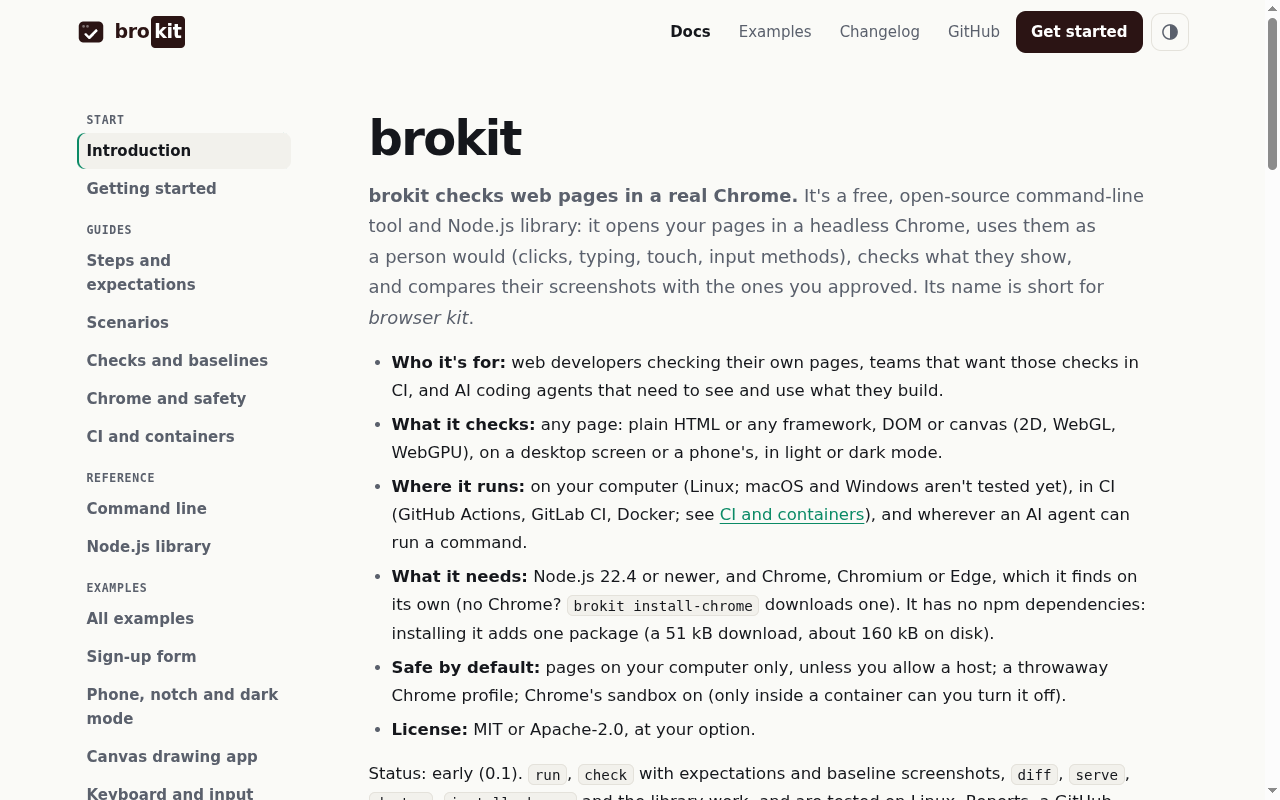 brokit
Docs
Examples
Changelog
GitHub
Get started
START
Introduction
Getting started
GUIDES
Steps and
expectations
Scenarios
Checks and baselines
Chrome and safety
CI and containers
REFERENCE
Command line
Node.js library
EXAMPLES
All examples
Sign-up form
Phone, notch and dark
mode
Canvas drawing app
Keyboard and input
brokit
brokit checks web pages in a real Chrome. It's a free, open-source command-line
tool and Node.js library: it opens your pages in a headless Chrome, uses them as
a person would (clicks, typing, touch, input methods), checks what they show,
and compares their screenshots with the ones you approved. Its name is short for
browser kit.
• Who it's for: web developers checking their own pages, teams that want those checks in
CI, and AI coding agents that need to see and use what they build.
• What it checks: any page: plain HTML or any framework, DOM or canvas (2D, WebGL,
WebGPU), on a desktop screen or a phone's, in light or dark mode.
• Where it runs: on your computer (Linux; macOS and Windows aren't tested yet), in CI
(GitHub Actions, GitLab CI, Docker; see CI and containers), and wherever an AI agent can
run a command.
• What it needs: Node.js 22.4 or newer, and Chrome, Chromium or Edge, which it finds on
its own (no Chrome? brokit install-chrome downloads one). It has no npm dependencies:
installing it adds one package (a 51 kB download, about 160 kB on disk).
• Safe by default: pages on your computer only, unless you allow a host; a throwaway
Chrome profile; Chrome's sandbox on (only inside a container can you turn it off).
• License: MIT or Apache-2.0, at your option.
Status: early (0.1). run, check with expectations and baseline screenshots, diff, serve,
and the library work, and are tested on Linux. Reports, a GitHub